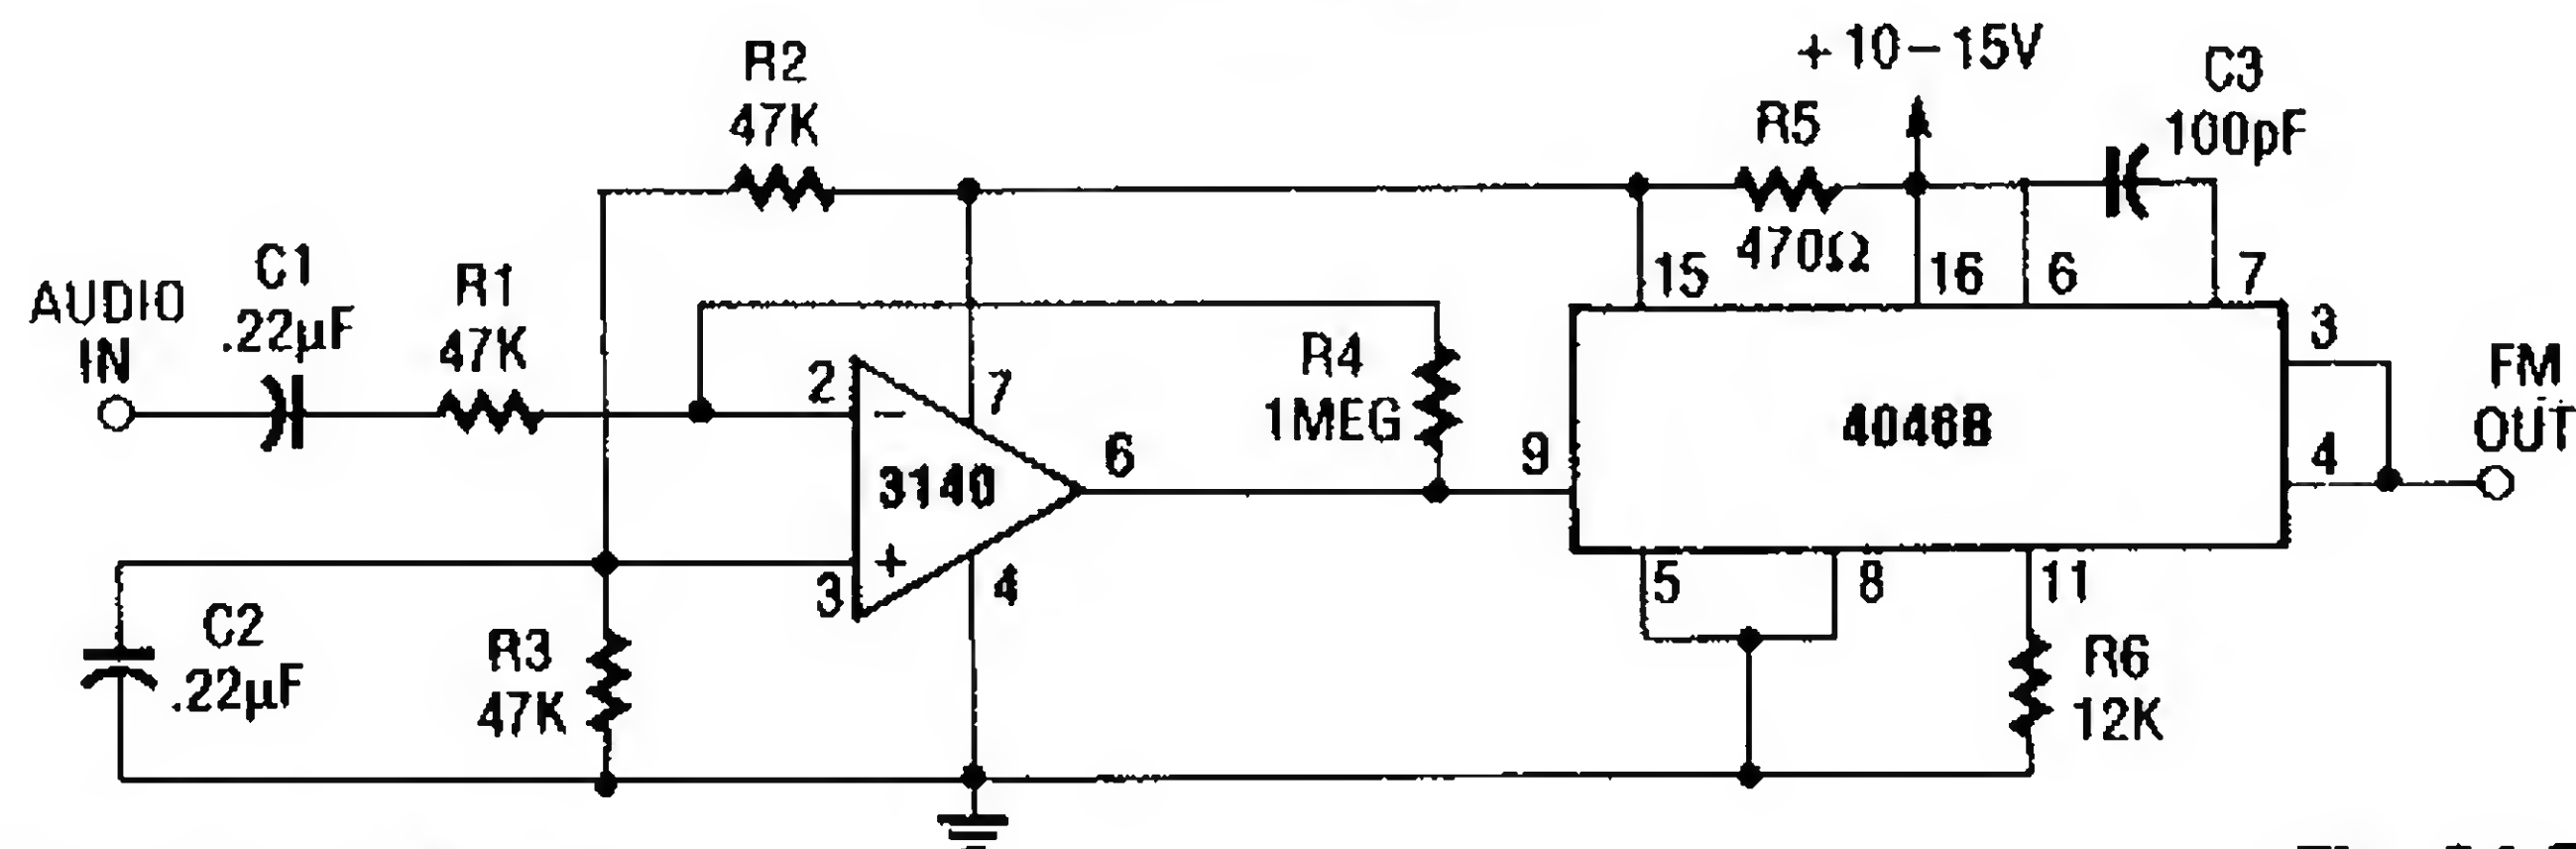 R2
47K
+10-15V
C3
100pF
R5
470Ω
AUDIO
IN
C1
.22µF
R1
47K
15
16
6
7
3
2
7
R4
1MEG
FM
OUT
−
3140
6
9
4046B
4
+
3
4
5
8
11
C2
.22µF
R3
47K
R6
12K